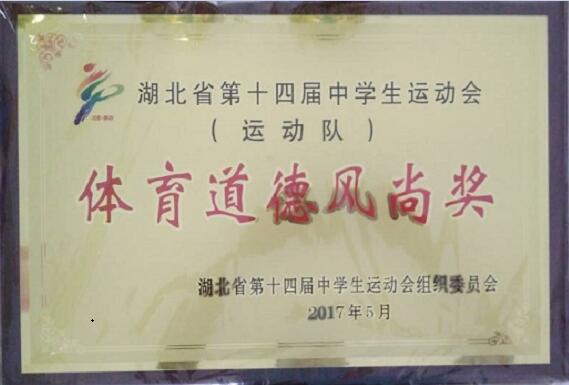 湖北省第十四届中学生运动会
（运动队）
体育道德风尚奖
湖北省第十四届中学生运动会组织委员会
2017年5月